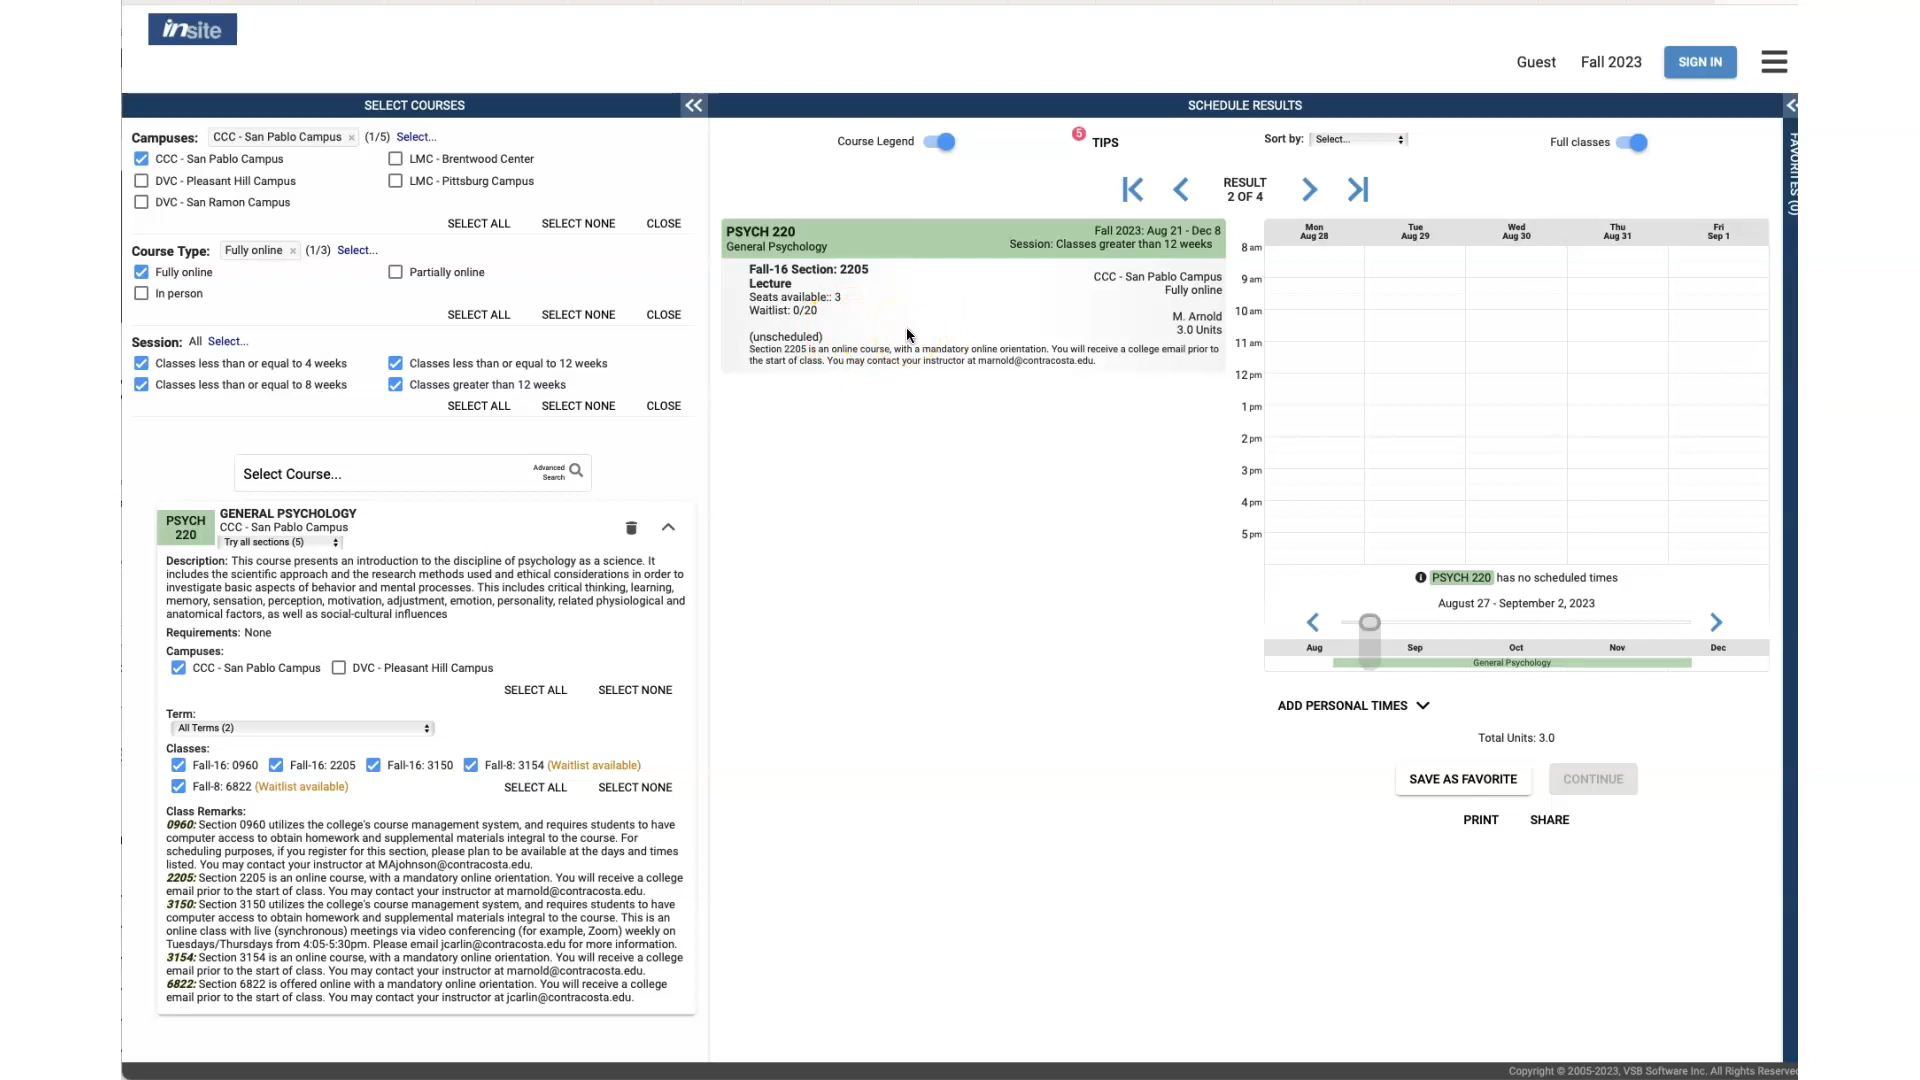 insite
Guest Fall 2023 SIGN IN
SELECT COURSES
Campuses: CCC - San Pablo Campus × (1/5) Select...
CCC - San Pablo Campus LMC - Brentwood Center
DVC - Pleasant Hill Campus LMC - Pittsburg Campus
DVC - San Ramon Campus
SELECT ALL SELECT NONE CLOSE
Course Type: Fully online × (1/3) Select...
Fully online Partially online
In person
SELECT ALL SELECT NONE CLOSE
Session: All Select...
Classes less than or equal to 4 weeks Classes less than or equal to 12 weeks
Classes less than or equal to 8 weeks Classes greater than 12 weeks
SELECT ALL SELECT NONE CLOSE
Select Course... Advanced
Search
PSYCH
220
GENERAL PSYCHOLOGY
CCC - San Pablo Campus
Try all sections (5)
Description: This course presents an introduction to the discipline of psychology as a science. It
includes the scientific approach and the research methods used and ethical considerations in order to
investigate basic aspects of behavior and mental processes. This includes critical thinking, learning,
memory, sensation, perception, motivation, adjustment, emotion, personality, related physiological and
anatomical factors, as well as social-cultural influences
Requirements: None
Campuses:
CCC - San Pablo Campus DVC - Pleasant Hill Campus
SELECT ALL SELECT NONE
Term:
All Terms (2)
Classes:
Fall-16: 0960 Fall-16: 2205 Fall-16: 3150 Fall-8: 3154 (Waitlist available)
Fall-8: 6822 (Waitlist available) SELECT ALL SELECT NONE
Class Remarks:
0960: Section 0960 utilizes the college's course management system, and requires students to have
computer access to obtain homework and supplemental materials integral to the course. For
scheduling purposes, if you register for this section, please plan to be available at the days and times
listed. You may contact your instructor at MAjohnson@contracosta.edu.
2205: Section 2205 is an online course, with a mandatory online orientation. You will receive a college
email prior to the start of class. You may contact your instructor at marnold@contracosta.edu.
3150: Section 3150 utilizes the college's course management system, and requires students to have
computer access to obtain homework and supplemental materials integral to the course. This is an
online class with live (synchronous) meetings via video conferencing (for example, Zoom) weekly on
Tuesdays/Thursdays from 4:05-5:30pm. Please email jcarlin@contracosta.edu for more information.
3154: Section 3154 is an online course, with a mandatory online orientation. You will receive a college
email prior to the start of class. You may contact your instructor at marnold@contracosta.edu.
6822: Section 6822 is offered online with a mandatory online orientation. You will receive a college
email prior to the start of class. You may contact your instructor at jcarlin@contracosta.edu.
SCHEDULE RESULTS
Course Legend 5 TIPS Sort by: Select... Full classes
RESULT
2 OF 4
PSYCH 220 Fall 2023: Aug 21 - Dec 8
General Psychology Session: Classes greater than 12 weeks
Fall-16 Section: 2205
Lecture CCC - San Pablo Campus
Seats available:: 3 Fully online
Waitlist: 0/20
M. Arnold
(unscheduled) 3.0 Units
Section 2205 is an online course, with a mandatory online orientation. You will receive a college email prior to
the start of class. You may contact your instructor at marnold@contracosta.edu.
Mon Tue Wed Thu Fri
Aug 28 Aug 29 Aug 30 Aug 31 Sep 1
8 am
9 am
10 am
11 am
12 pm
1 pm
2 pm
3 pm
4 pm
5 pm
PSYCH 220 has no scheduled times
August 27 - September 2, 2023
Aug Sep Oct Nov Dec
General Psychology
ADD PERSONAL TIMES
Total Units: 3.0
SAVE AS FAVORITE CONTINUE
PRINT SHARE
FAVORITES (0)
Copyright © 2005-2023, VSB Software Inc. All Rights Reserved